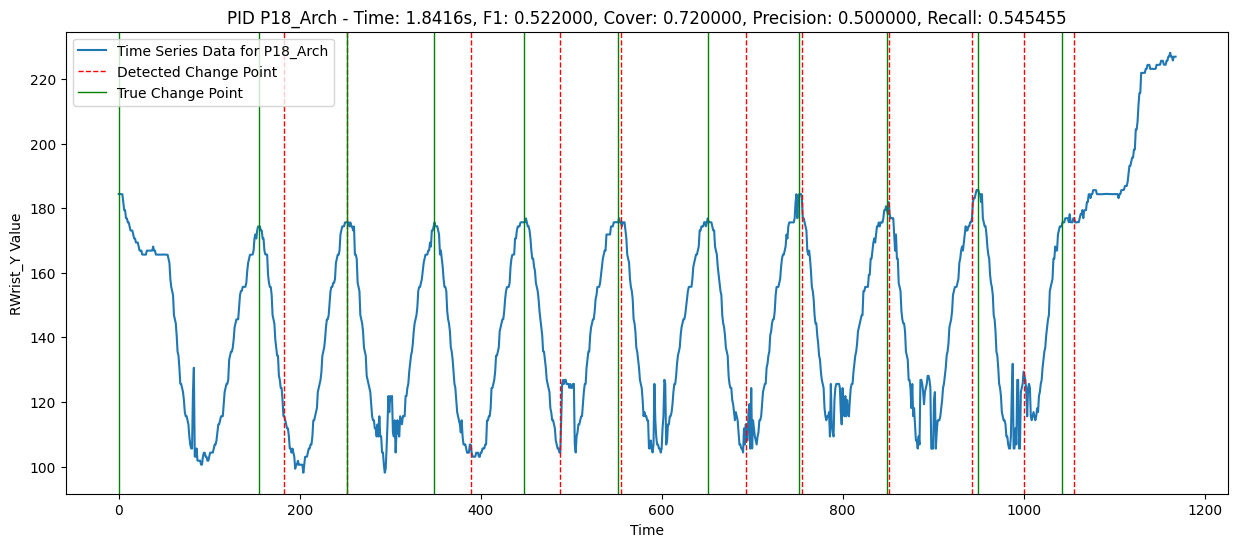 PID P18_Arch - Time: 1.8416s, F1: 0.522000, Cover: 0.720000, Precision: 0.500000, Recall: 0.545455
Time Series Data for P18_Arch
Detected Change Point
True Change Point
RWrist_Y Value
220
200
180
160
140
120
100
0 200 400 600 800 1000 1200
Time